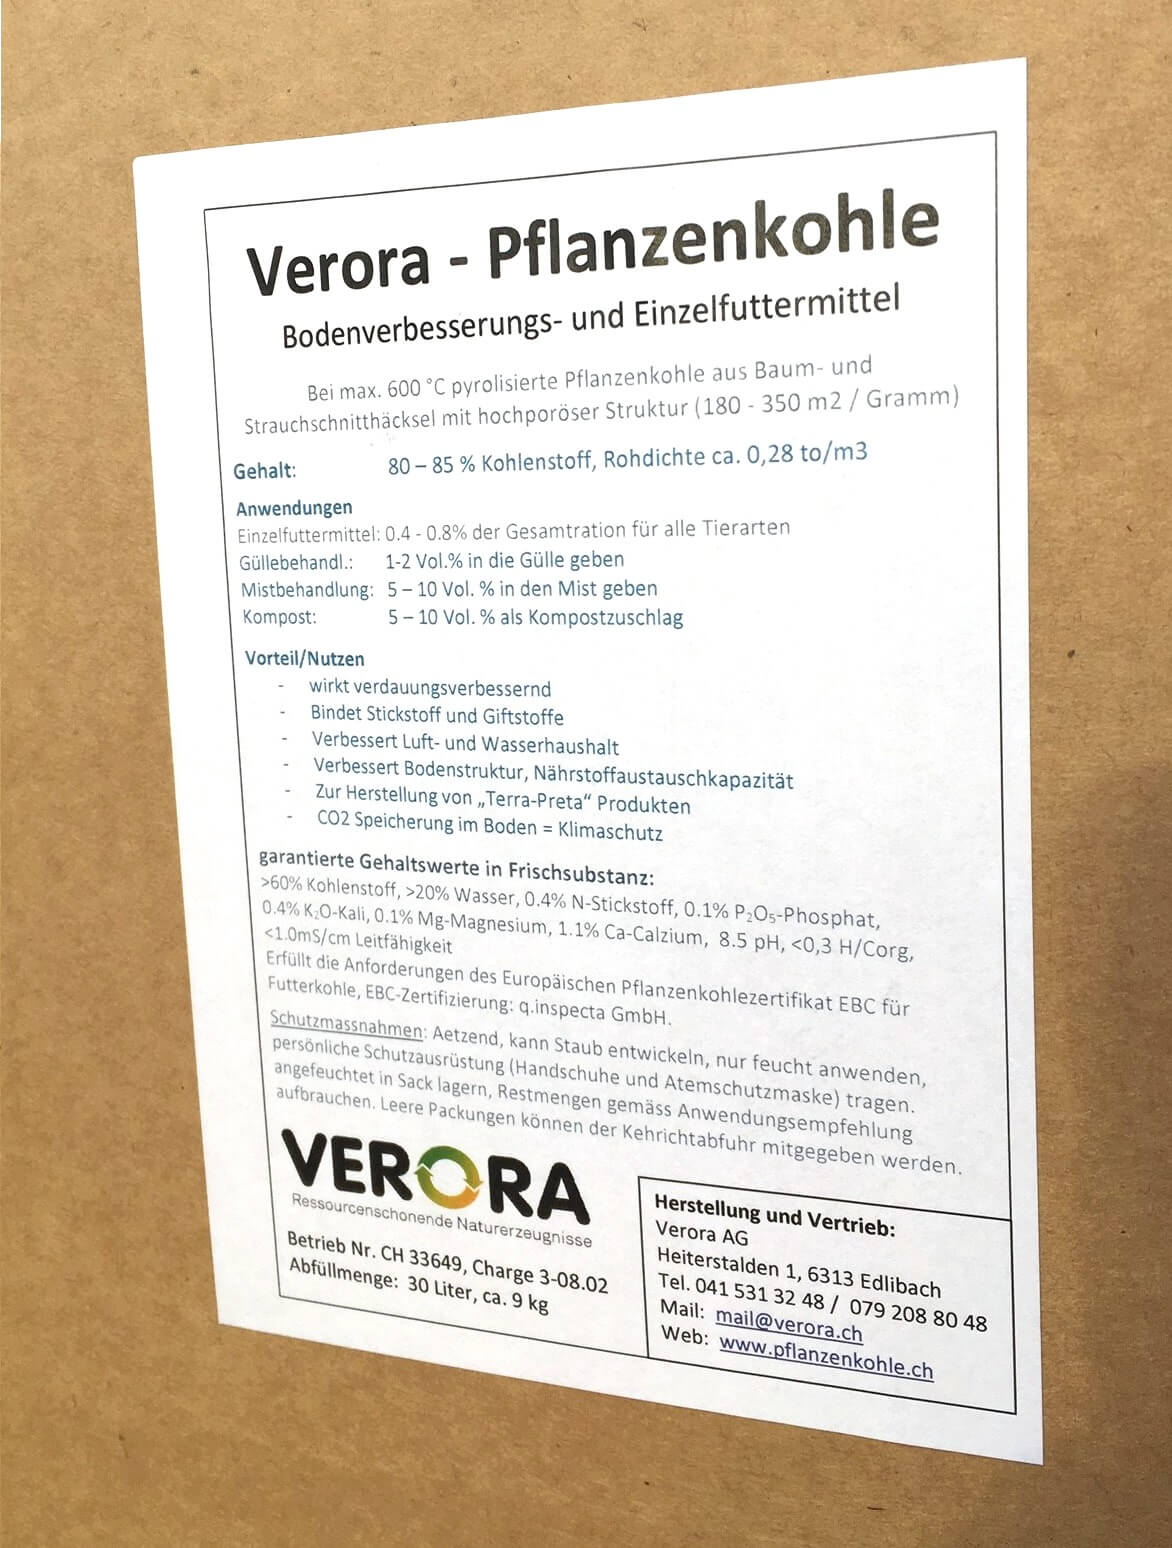 Verora - Pflanzenkohle
Bodenverbesserungs- und Einzelfuttermittel
Bei max. 600 °C pyrolisierte Pflanzenkohle aus Baum- und
Strauchschnitthäcksel mit hochporöser Struktur (180 - 350 m2 / Gramm)
Gehalt: 80 – 85 % Kohlenstoff, Rohdichte ca. 0,28 to/m3
Anwendungen
Einzelfuttermittel: 0.4 - 0.8% der Gesamtration für alle Tierarten
Güllebehandl.: 1-2 Vol.% in die Gülle geben
Mistbehandlung: 5 – 10 Vol. % in den Mist geben
Kompost: 5 – 10 Vol. % als Kompostzuschlag
Vorteil/Nutzen
- wirkt verdauungsverbessernd
- Bindet Stickstoff und Giftstoffe
- Verbessert Luft- und Wasserhaushalt
- Verbessert Bodenstruktur, Nährstoffaustauschkapazität
- Zur Herstellung von „Terra-Preta“ Produkten
- CO2 Speicherung im Boden = Klimaschutz
garantierte Gehaltswerte in Frischsubstanz:
>60% Kohlenstoff, >20% Wasser, 0.4% N-Stickstoff, 0.1% P₂O₅-Phosphat,
0.4% K₂O-Kali, 0.1% Mg-Magnesium, 1.1% Ca-Calzium, 8.5 pH, <0,3 H/Corg,
<1.0mS/cm Leitfähigkeit
Erfüllt die Anforderungen des Europäischen Pflanzenkohlezertifikat EBC für
Futterkohle, EBC-Zertifizierung: q.inspecta GmbH.
Schutzmassnahmen: Aetzend, kann Staub entwickeln, nur feucht anwenden,
persönliche Schutzausrüstung (Handschuhe und Atemschutzmaske) tragen.
angefeuchtet in Sack lagern, Restmengen gemäss Anwendungsempfehlung
aufbrauchen. Leere Packungen können der Kehrichtabfuhr mitgegeben werden.
VERORA
Ressourcenschonende Naturerzeugnisse
Betrieb Nr. CH 33649, Charge 3-08.02
Abfüllmenge: 30 Liter, ca. 9 kg
Herstellung und Vertrieb:
Verora AG
Heiterstalden 1, 6313 Edlibach
Tel. 041 531 32 48 / 079 208 80 48
Mail: mail@verora.ch
Web: www.pflanzenkohle.ch